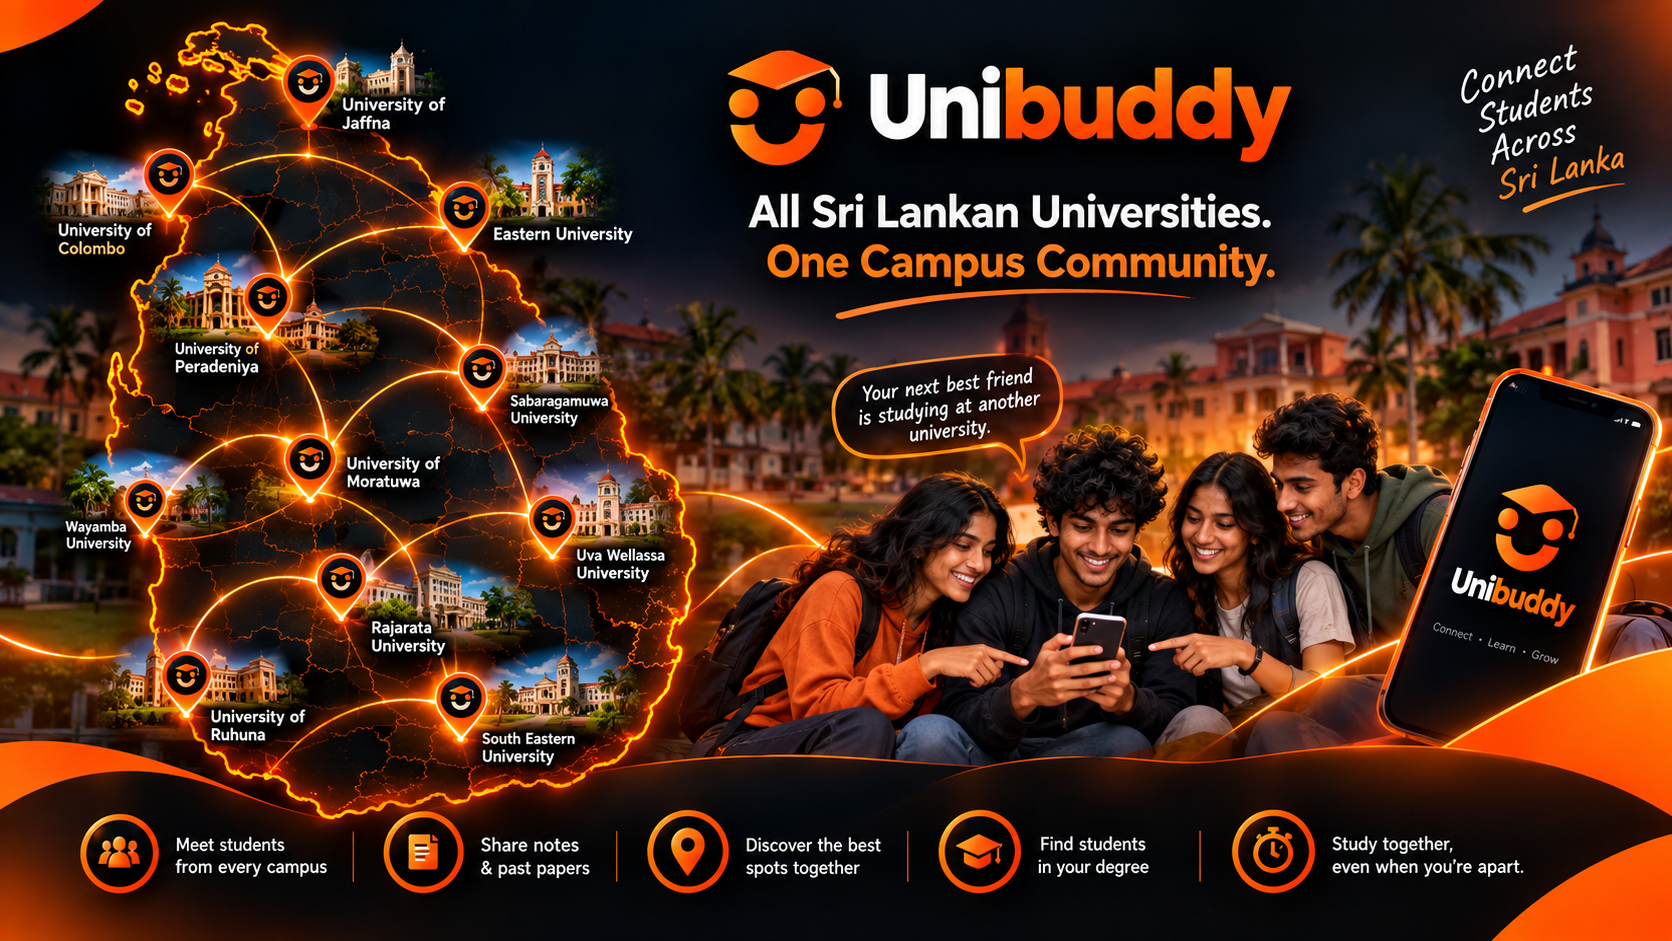 University of
Jaffna
University of
Colombo
Eastern University
University of
Peradeniya
Sabaragamuwa
University
University of
Moratuwa
Wayamba
University
Uva Wellassa
University
Rajarata
University
University of
Ruhuna
South Eastern
University
Unibuddy
All Sri Lankan Universities.
One Campus Community.
Connect
Students
Across
Sri Lanka
Your next best friend
is studying at another
university.
Unibuddy
Connect • Learn • Grow
Meet students
from every campus
Share notes
& past papers
Discover the best
spots together
Find students
in your degree
Study together,
even when you're apart.